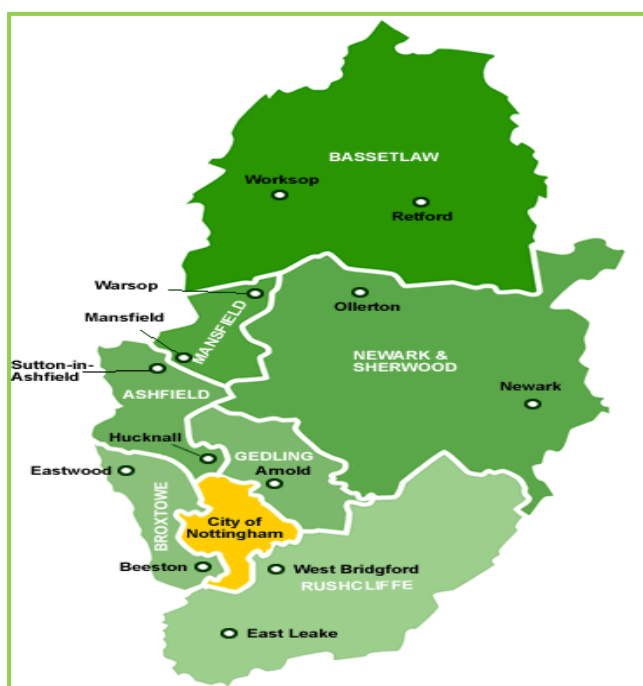 BASSETLAW
Worksop
Retford
Warsop
Ollerton
Mansfield
MANSFIELD
NEWARK &
SHERWOOD
Sutton-in-
Ashfield
ASHFIELD
Newark
Hucknall
GEDLING
Arnold
Eastwood
BROXTOWE
City of
Nottingham
Beeston
West Bridgford
RUSHCLIFFE
East Leake